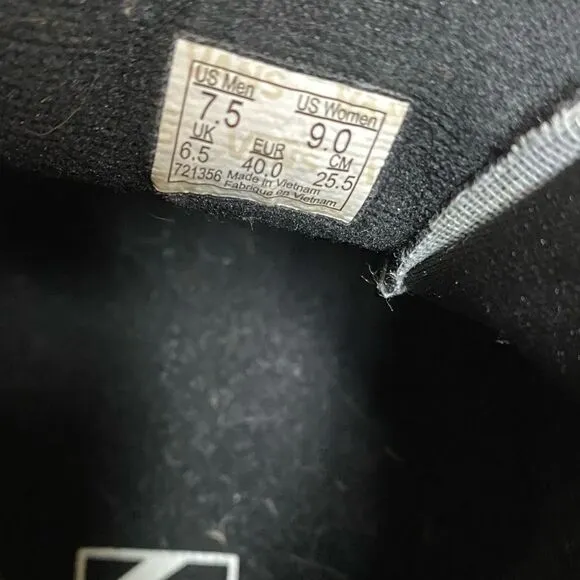 US Men US Women
7.5 9.0
UK EUR CM
6.5 40.0 25.5
721356 Made in Vietnam
Fabrique en Vietnam